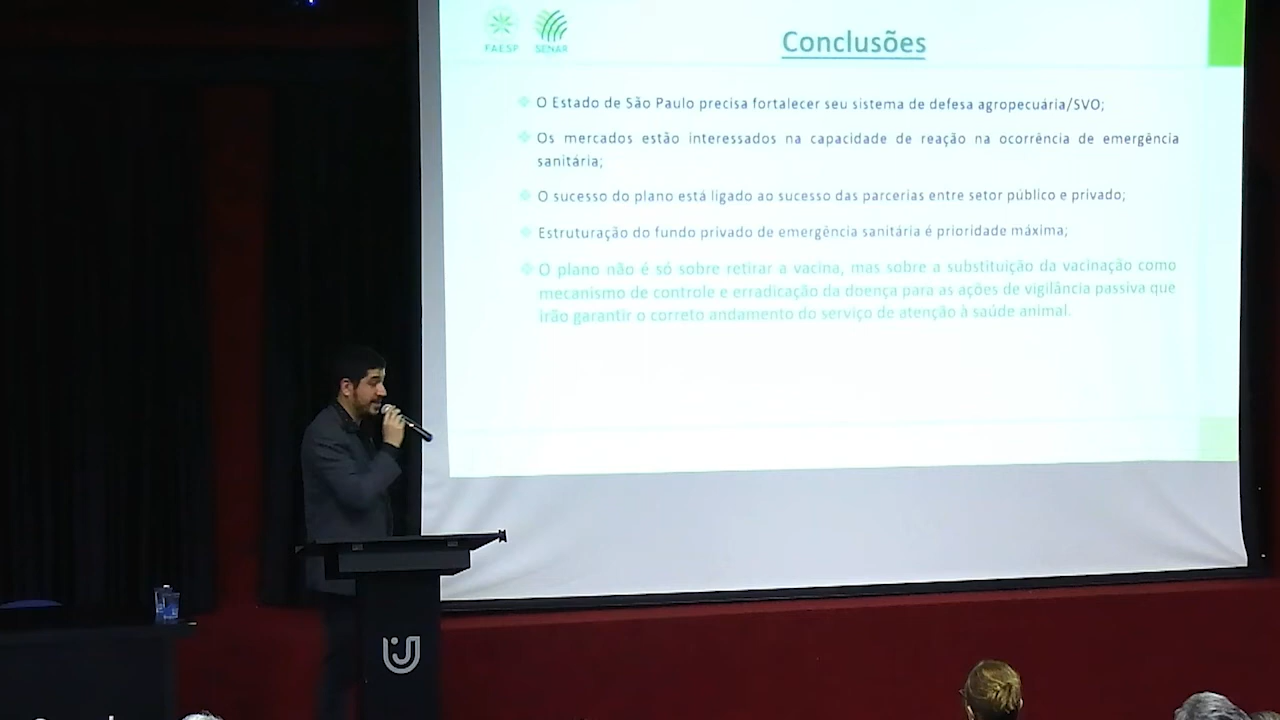 FAESP SENAR
Conclusões
O Estado de São Paulo precisa fortalecer seu sistema de defesa agropecuária/SVO;
Os mercados estão interessados na capacidade de reação na ocorrência de emergência
sanitária;
O sucesso do plano está ligado ao sucesso das parcerias entre setor público e privado;
Estruturação do fundo privado de emergência sanitária é prioridade máxima;
O plano não é só sobre retirar a vacina, mas sobre a substituição da vacinação como
mecanismo de controle e erradicação da doença para as ações de vigilância passiva que
irão garantir o correto andamento do serviço de atenção à saúde animal.